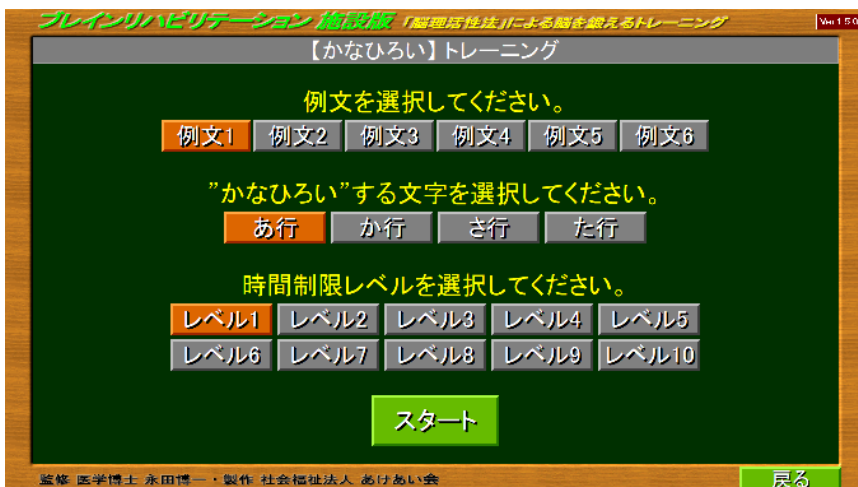 ブレインリハビリテーション 施設版 「脳理活性法」による脳を鍛えるトレーニング
Ver 1.5.0
【かなひろい】トレーニング
例文を選択してください。
例文1 例文2 例文3 例文4 例文5 例文6
”かなひろい”する文字を選択してください。
あ行 か行 さ行 た行
時間制限レベルを選択してください。
レベル1 レベル2 レベル3 レベル4 レベル5
レベル6 レベル7 レベル8 レベル9 レベル10
スタート
監修 医学博士 永田博一・製作 社会福祉法人 あけあい会
戻る